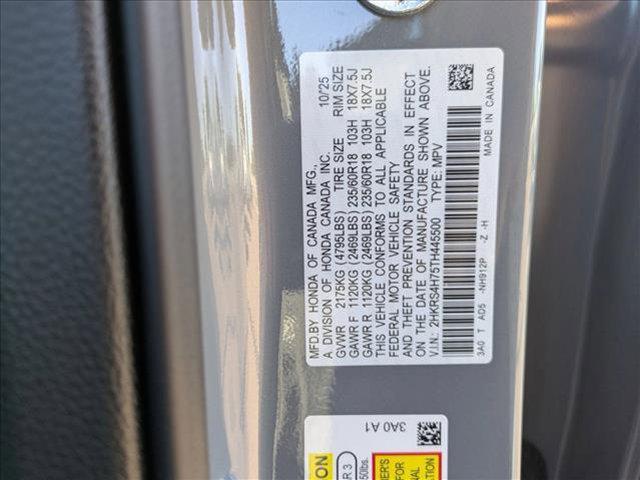 MFD.BY HONDA OF CANADA MFG., 10/25
A DIVISION OF HONDA CANADA INC.
GVWR 2175KG (4795LBS) TIRE SIZE RIM SIZE
GAWR F 1120KG (2469LBS) 235/60R18 103H 18X7.5J
GAWR R 1120KG (2469LBS) 235/60R18 103H 18X7.5J
THIS VEHICLE CONFORMS TO ALL APPLICABLE
FEDERAL MOTOR VEHICLE SAFETY
AND THEFT PREVENTION STANDARDS IN EFFECT
ON THE DATE OF MANUFACTURE SHOWN ABOVE.
V.I.N.: 2HKRS4H75TH445500 TYPE: MPV
3A0 T AD5 -NH912P -Z -H MADE IN CANADA
3A0 A1